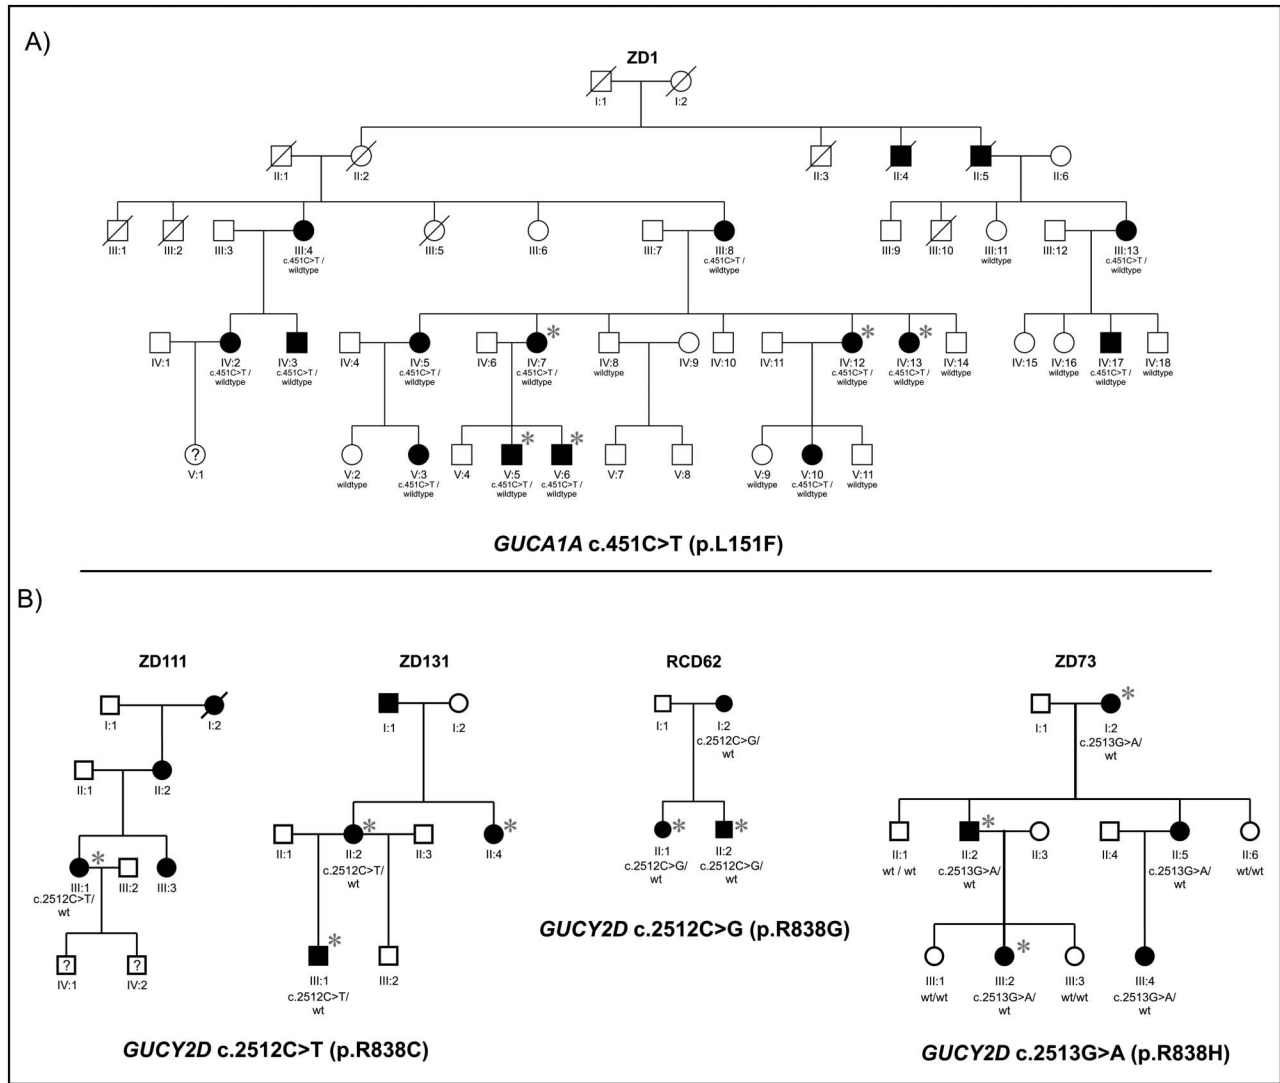 A)
ZD1
I:1 I:2
II:1 II:2 II:3 II:4 II:5 II:6
III:1 III:2 III:3 III:4 III:5 III:6 III:7 III:8 III:9 III:10 III:11 III:12 III:13
c.451C>T / c.451C>T / wildtype c.451C>T /
wildtype wildtype wildtype
IV:1 IV:2 IV:3 IV:4 IV:5 IV:6 IV:7 IV:8 IV:9 IV:10 IV:11 IV:12 IV:13 IV:14 IV:15 IV:16 IV:17 IV:18
c.451C>T / c.451C>T / c.451C>T / c.451C>T / wildtype c.451C>T / c.451C>T / wildtype wildtype c.451C>T / wildtype
wildtype wildtype wildtype wildtype wildtype wildtype wildtype
?
V:1 V:2 V:3 V:4 V:5 V:6 V:7 V:8 V:9 V:10 V:11
wildtype c.451C>T / c.451C>T / c.451C>T / wildtype c.451C>T / wildtype
wildtype wildtype wildtype wildtype
GUCA1A c.451C>T (p.L151F)
B)
ZD111
I:1 I:2
II:1 II:2
III:1 III:2 III:3
c.2512C>T/
wt
? ?
IV:1 IV:2
ZD131
I:1 I:2
II:1 II:2 II:3 II:4
c.2512C>T/
wt
III:1 III:2
c.2512C>T/
wt
GUCY2D c.2512C>T (p.R838C)
RCD62
I:1 I:2
c.2512C>G/
wt
II:1 II:2
c.2512C>G/ c.2512C>G/
wt wt
GUCY2D c.2512C>G (p.R838G)
ZD73
I:1 I:2
c.2513G>A/
wt
II:1 II:2 II:3 II:4 II:5 II:6
wt / wt c.2513G>A/ c.2513G>A/ wt/wt
wt wt
III:1 III:2 III:3 III:4
wt/wt c.2513G>A/ wt/wt c.2513G>A/
wt wt
GUCY2D c.2513G>A (p.R838H)